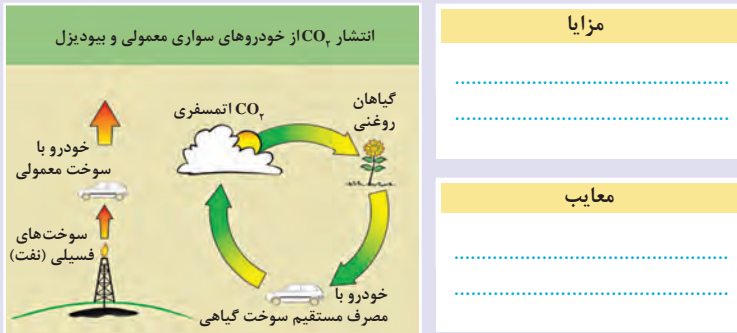 مزایا
................................................
................................................
معایب
................................................
................................................
انتشار CO₂ از خودروهای سواری معمولی و بیودیزل
گیاهان
روغنی
CO₂ اتمسفری
خودرو با
مصرف مستقیم سوخت گیاهی
خودرو با
سوخت معمولی
سوخت‌های
فسیلی (نفت)